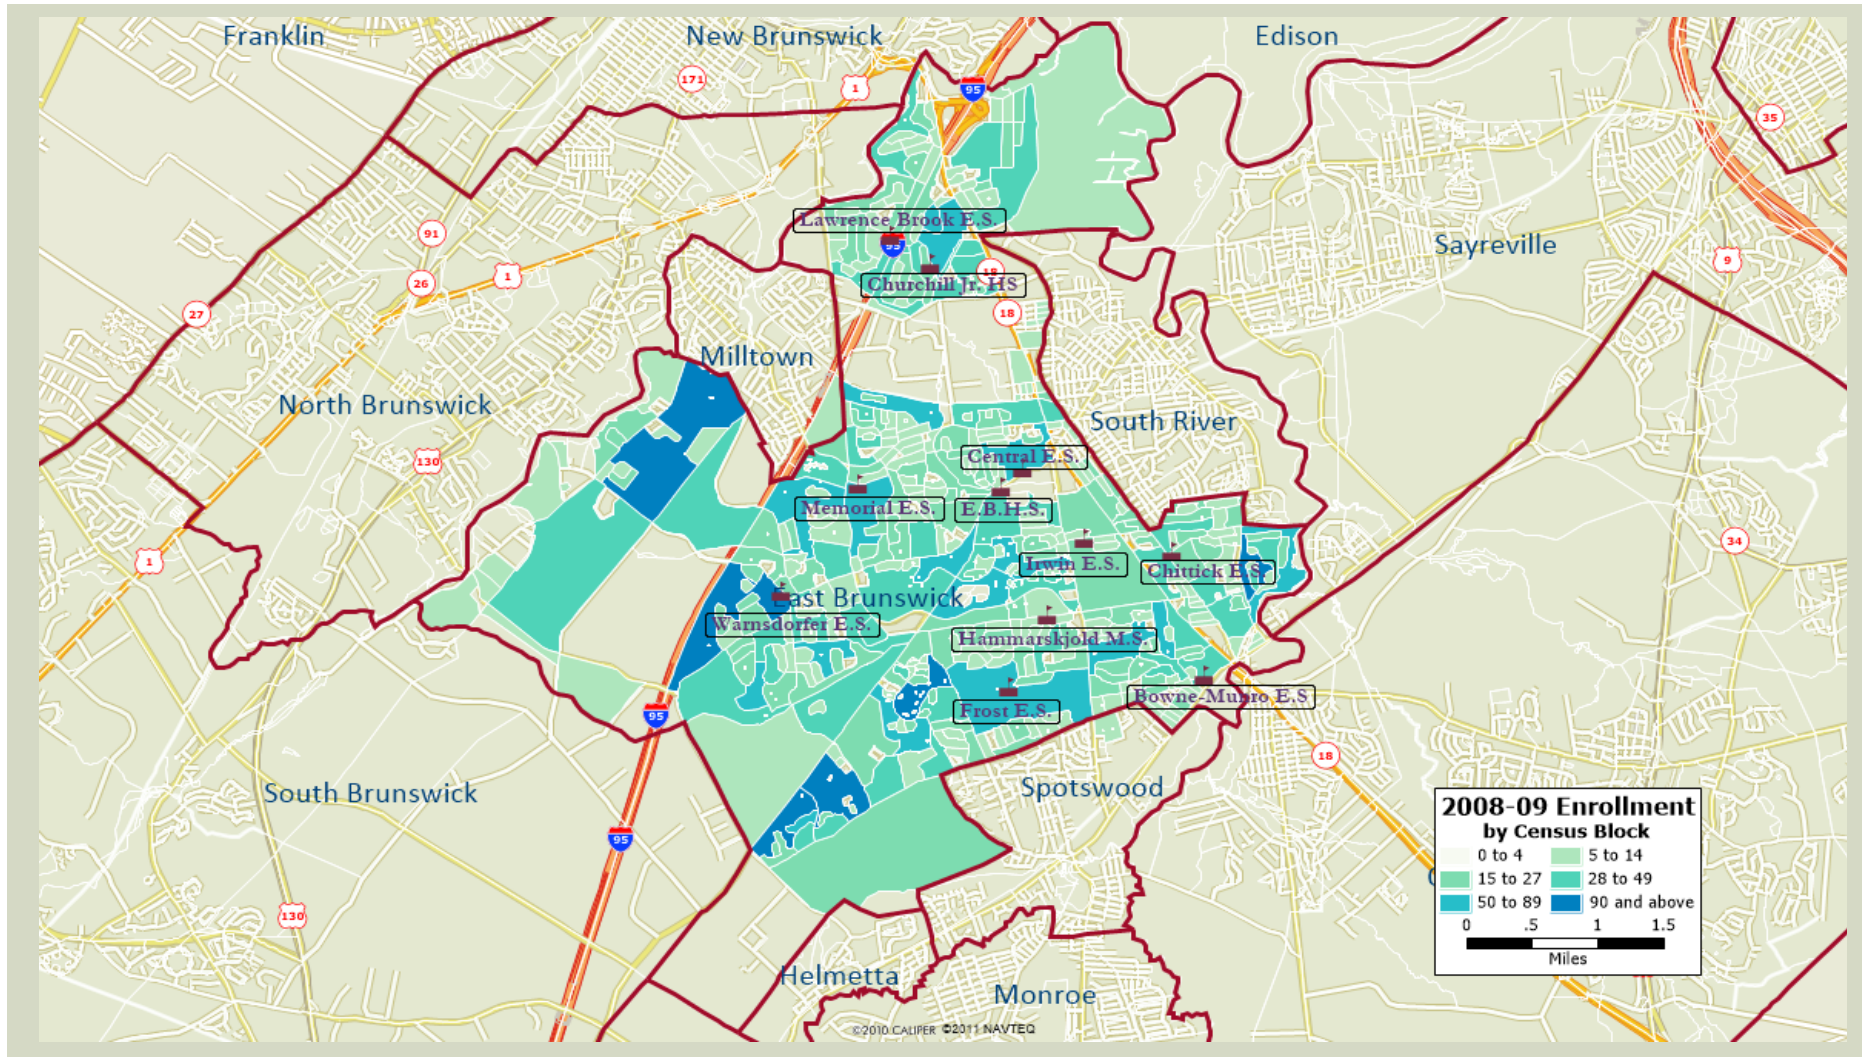 Franklin
New Brunswick
Edison
171
1
95
35
Lawrence Brook E.S.
91
95
Sayreville
9
26
1
18
Churchill Jr. HS
27
18
Milltown
North Brunswick
South River
130
Central E.S.
Memorial E.S.
E.B.H.S.
34
1
Irwin E.S.
Chittick E.S.
East Brunswick
Warnsdorfer E.S.
Hammarskjold M.S.
Bowne-Munro E.S
Frost E.S.
95
18
South Brunswick
Spotswood
95
130
2008-09 Enrollment
by Census Block
0 to 4
5 to 14
15 to 27
28 to 49
50 to 89
90 and above
0 .5 1 1.5
Miles
Helmetta
Monroe
©2010 CALIPER ©2011 NAVTEQ